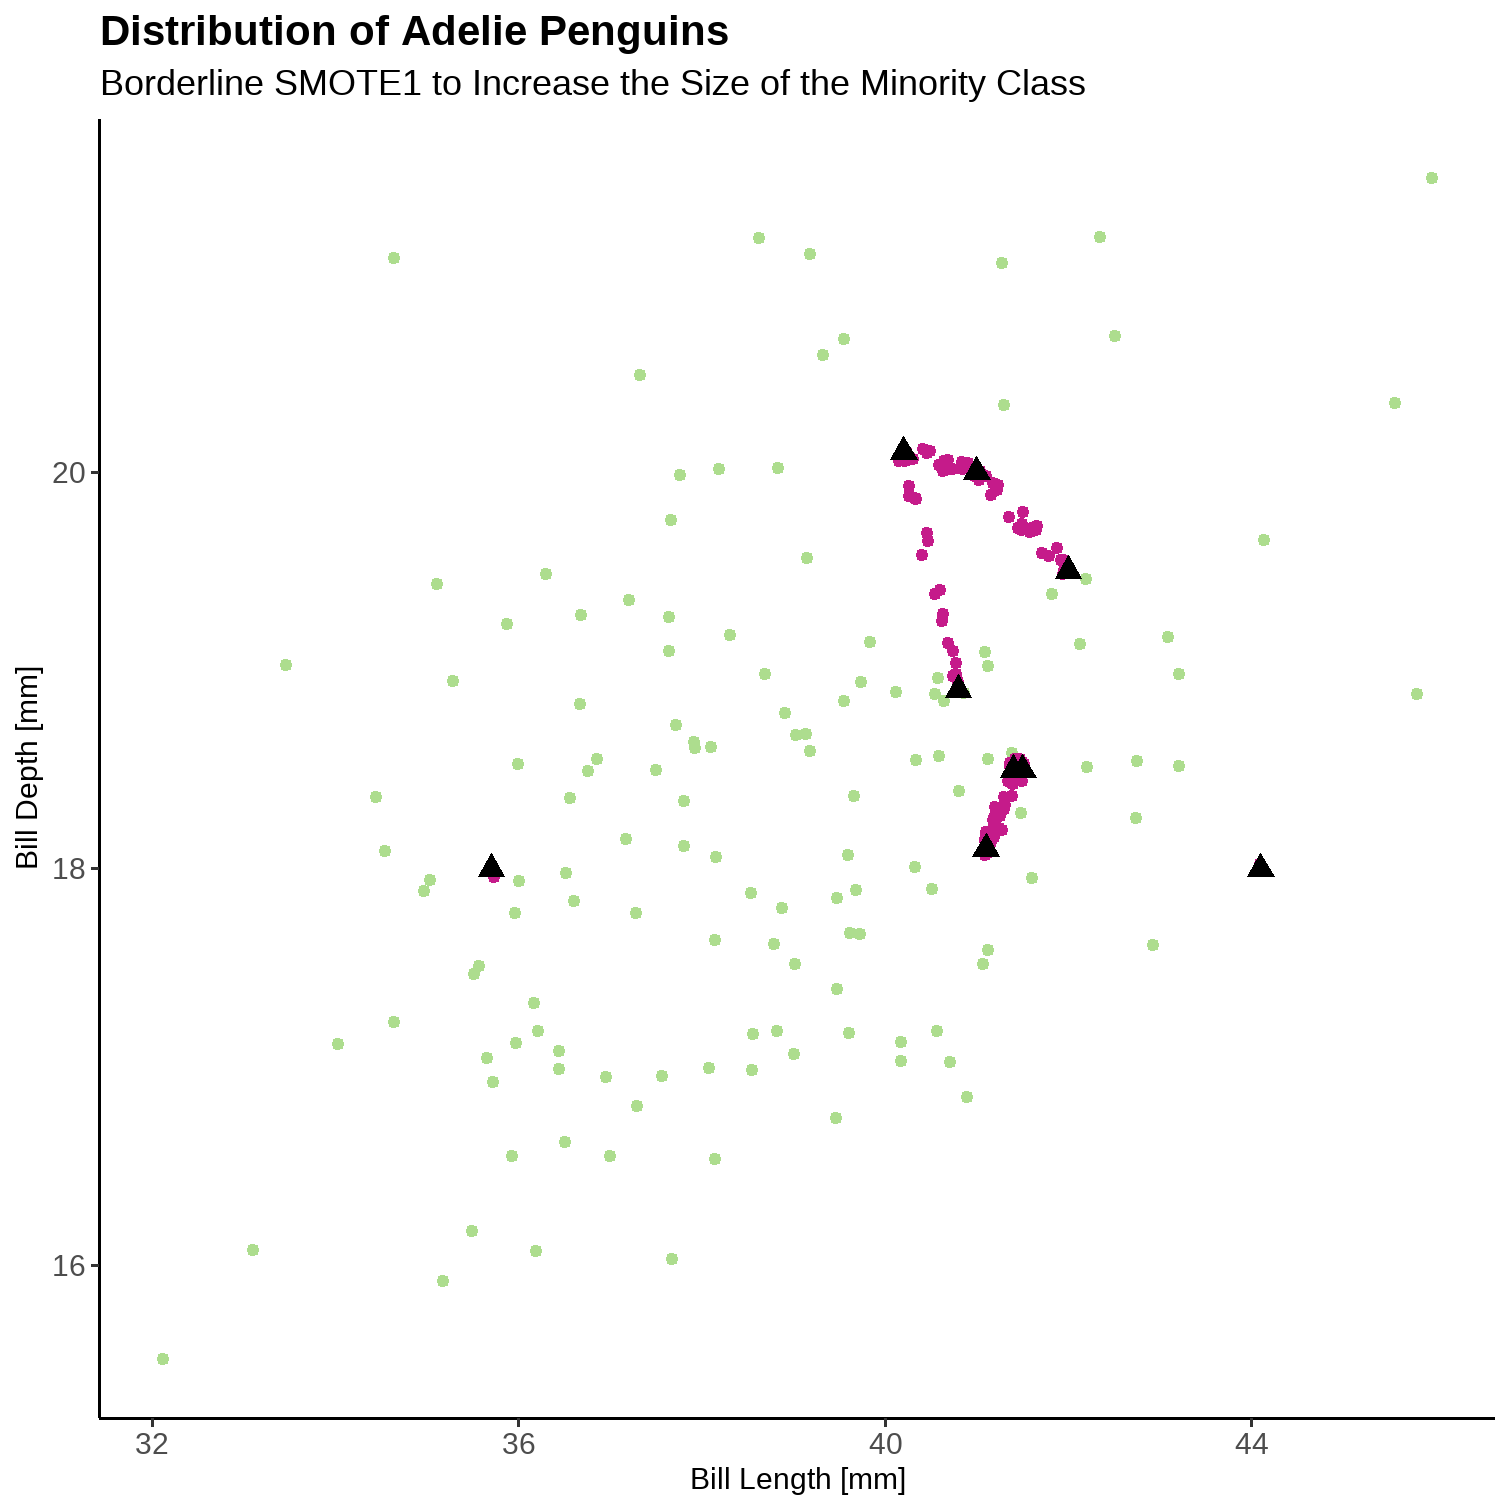 Distribution of Adelie Penguins
Borderline SMOTE1 to Increase the Size of the Minority Class
Bill Depth [mm]
20
18
16
32 36 40 44
Bill Length [mm]